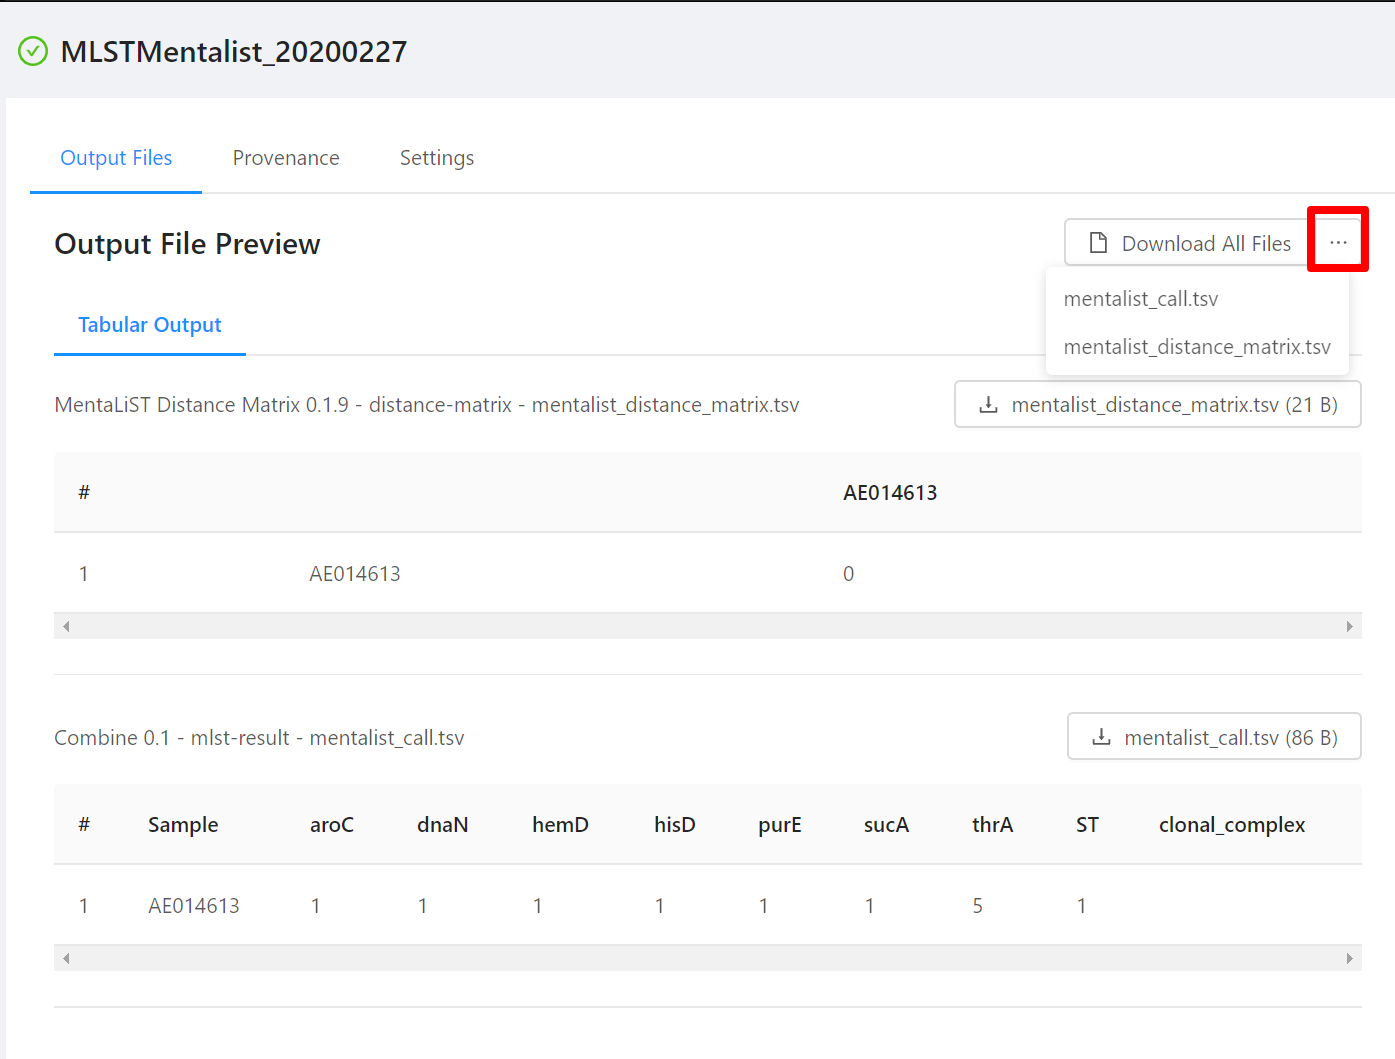 MLSTMentalist_20200227
Output Files Provenance Settings
Output File Preview
Download All Files ···
mentalist_call.tsv
mentalist_distance_matrix.tsv
Tabular Output
MentaLiST Distance Matrix 0.1.9 - distance-matrix - mentalist_distance_matrix.tsv
mentalist_distance_matrix.tsv (21 B)
# AE014613
1 AE014613 0
Combine 0.1 - mlst-result - mentalist_call.tsv
mentalist_call.tsv (86 B)
# Sample aroC dnaN hemD hisD purE sucA thrA ST clonal_complex
1 AE014613 1 1 1 1 1 1 5 1